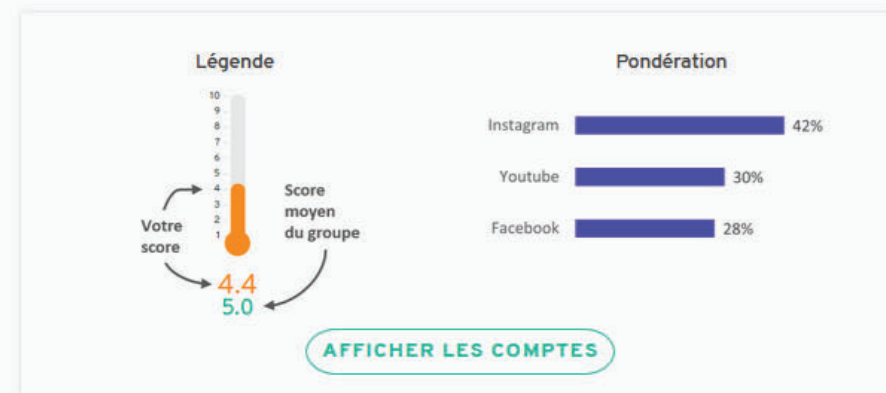 Légende
10
9
8
7
6
5
4
3
2
1
Votre
score
Score
moyen
du groupe
4.4
5.0
Pondération
Instagram 42%
Youtube 30%
Facebook 28%
AFFICHER LES COMPTES